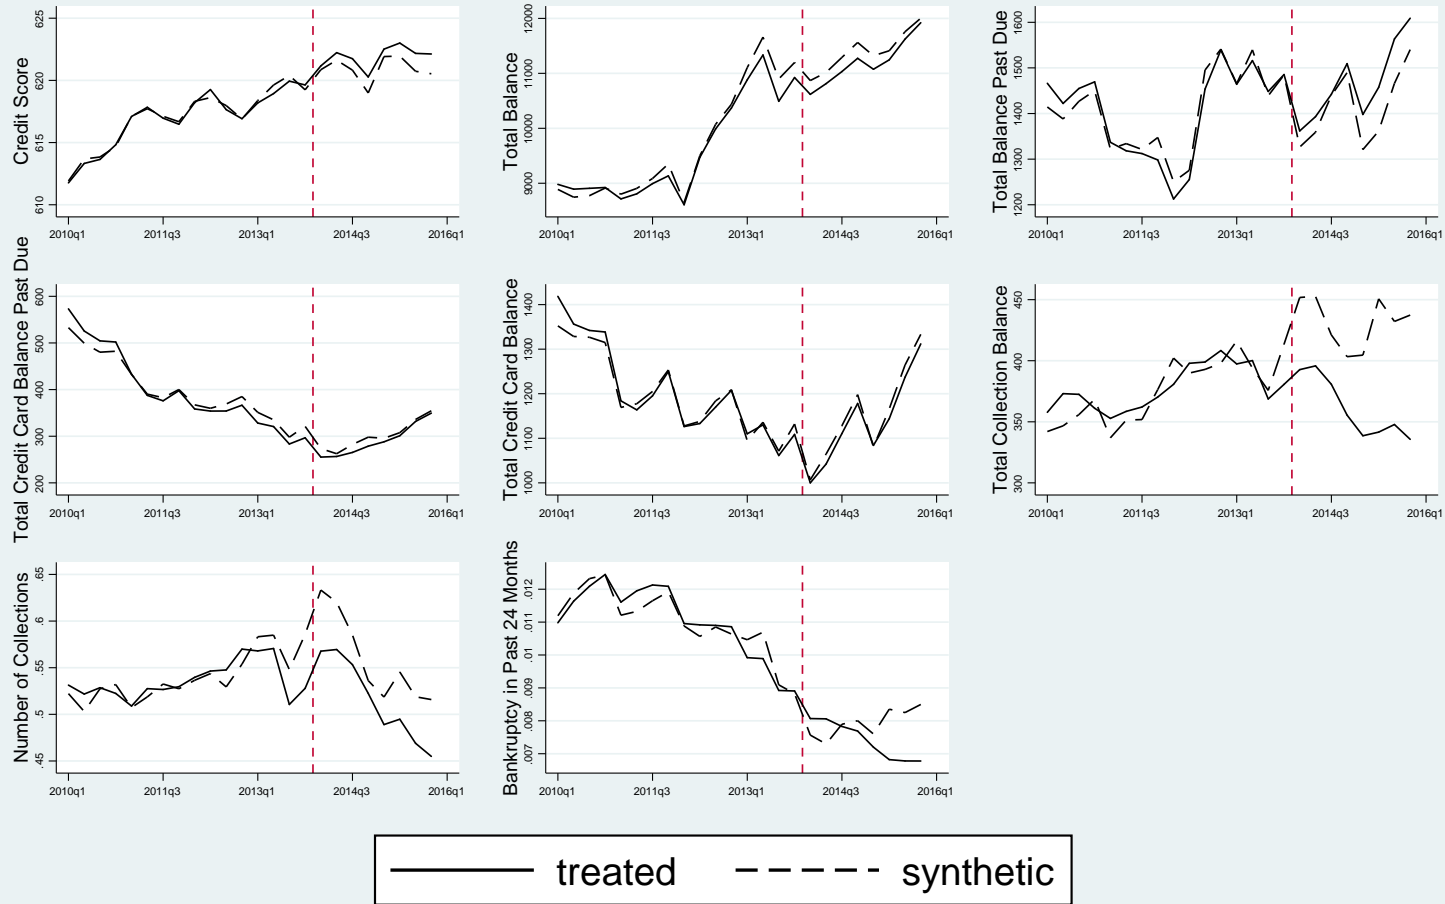 Credit Score
625
620
615
610
2010q1 2011q3 2013q1 2014q3 2016q1
Total Balance
12000
11000
10000
9000
2010q1 2011q3 2013q1 2014q3 2016q1
Total Balance Past Due
1600
1500
1400
1300
1200
2010q1 2011q3 2013q1 2014q3 2016q1
Total Credit Card Balance Past Due
600
500
400
300
200
2010q1 2011q3 2013q1 2014q3 2016q1
Total Credit Card Balance
1400
1300
1200
1100
1000
2010q1 2011q3 2013q1 2014q3 2016q1
Total Collection Balance
450
400
350
300
2010q1 2011q3 2013q1 2014q3 2016q1
Number of Collections
.65
.6
.55
.5
.45
2010q1 2011q3 2013q1 2014q3 2016q1
Bankruptcy in Past 24 Months
.012
.011
.01
.009
.008
.007
2010q1 2011q3 2013q1 2014q3 2016q1
treated synthetic